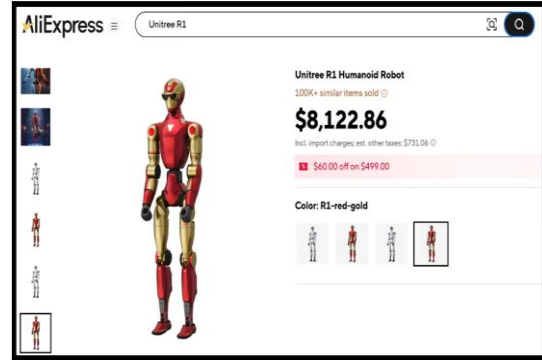 AliExpress
Unitree R1
Unitree R1 Humanoid Robot
100K+ similar items sold
$8,122.86
Incl. import charges; est. other taxes: $731.06
$60.00 off on $499.00
Color: R1-red-gold